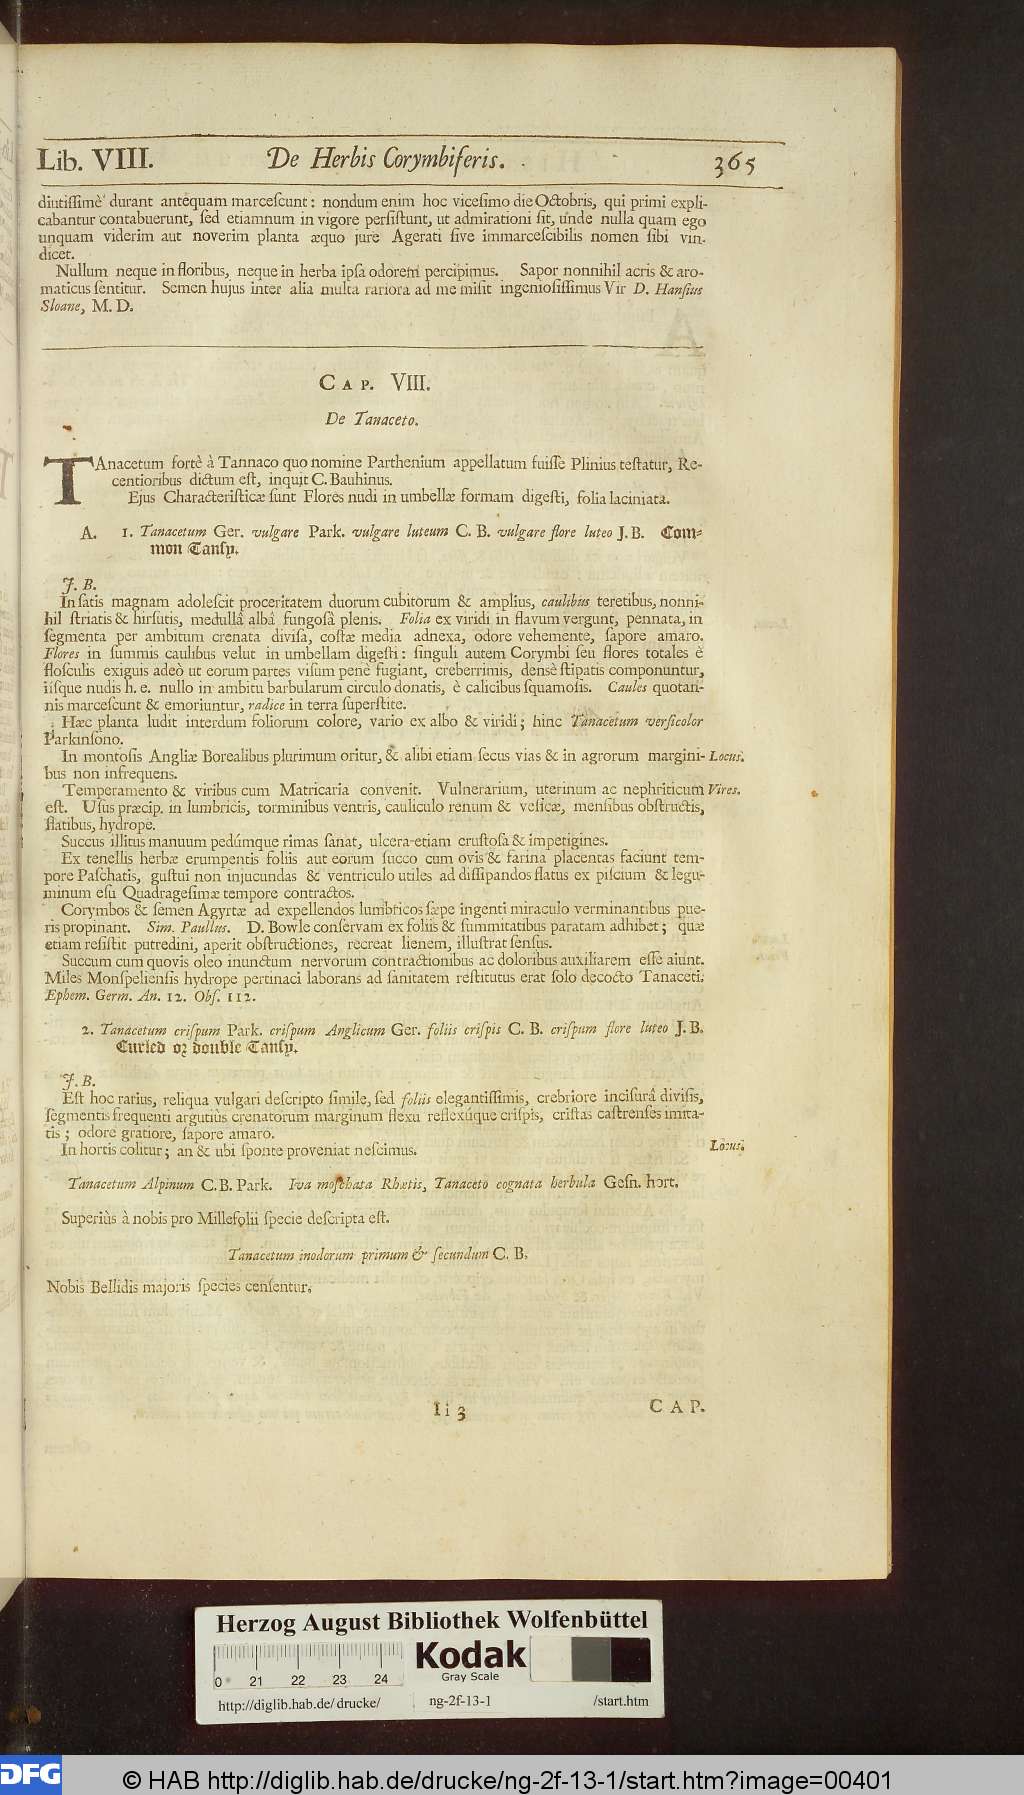 Lib. VIII. De Herbis Corymbiferis. 365
diutiſſimè durant antequam marceſcunt: nondum enim hoc viceſimo die Octobris, qui primi expli-
cabantur contabuerunt, ſed etiamnum in vigore perſiſtunt, ut admirationi ſit, unde nulla quam ego
unquam viderim aut noverim planta æquo jure Agerati ſive immarceſcibilis nomen ſibi vin-
dicet.
Nullum neque in floribus, neque in herba ipſa odorem percipimus. Sapor nonnihil acris & aro-
maticus ſentitur. Semen hujus inter alia multa rariora ad me miſit ingenioſiſſimus Vir D. Hanſius
Sloane, M. D.
CAP. VIII.
De Tanaceto.
TAnacetum fortè à Tannaco quo nomine Parthenium appellatum fuiſſe Plinius teſtatur, Re-
centioribus dictum eſt, inquit C. Bauhinus.
Ejus Characteriſticæ ſunt Flores nudi in umbellæ formam digeſti, folia laciniata.
A. 1. Tanacetum Ger. vulgare Park. vulgare luteum C. B. vulgare flore luteo J. B. Com-
mon Tanſy.
J. B.
In ſatis magnam adoleſcit proceritatem duorum cubitorum & amplius, caulibus teretibus, nonni-
hil ſtriatis & hirſutis, medullâ albâ fungoſâ plenis. Folia ex viridi in flavum vergunt, pennata, in
ſegmenta per ambitum crenata diviſa, coſtæ media adnexa, odore vehemente, ſapore amaro.
Flores in ſummis caulibus velut in umbellam digeſti: ſinguli autem Corymbi ſeu flores totales è
floſculis exiguis adeò ut eorum partes viſum penè fugiant, creberrimis, denſè ſtipatis componuntur,
iiſque nudis h. e. nullo in ambitu barbularum circulo donatis, è calicibus ſquamoſis. Caules quotan-
nis marceſcunt & emoriuntur, radice in terra ſuperſtite.
Hæc planta ludit interdum foliorum colore, vario ex albo & viridi; hinc Tanacetum verſicolor
Parkinſono.
In montoſis Angliæ Borealibus plurimum oritur, & alibi etiam ſecus vias & in agrorum margini- Locus.
bus non infrequens.
Temperamento & viribus cum Matricaria convenit. Vulnerarium, uterinum ac nephriticum Vires.
eſt. Uſus præcip. in lumbricis, torminibus ventris, cauliculo renum & veſicæ, menſibus obſtructis,
flatibus, hydrope.
Succus illitus manuum pedúmque rimas ſanat, ulcera etiam cruſtoſa & impetigines.
Ex tenellis herbæ erumpentis foliis aut eorum ſucco cum ovis & farina placentas faciunt tem-
pore Paſchatis, guſtui non injucundas & ventriculo utiles ad diſſipandos flatus ex piſcium & legu-
minum eſu Quadrageſimæ tempore contractos.
Corymbos & ſemen Agyrtæ ad expellendos lumbricos ſæpe ingenti miraculo verminantibus pue-
ris propinant. Sim. Paullus. D. Bowle conſervam ex foliis & ſummitatibus paratam adhibet; quæ
etiam reſiſtit putredini, aperit obſtructiones, recreat lienem, illuſtrat ſenſus.
Succum cum quovis oleo inunctum nervorum contractionibus ac doloribus auxiliarem eſſe aiunt.
Miles Monſpelienſis hydrope pertinaci laborans ad ſanitatem reſtitutus erat ſolo decocto Tanaceti.
Ephem. Germ. An. 12. Obſ. 112.
2. Tanacetum criſpum Park. criſpum Anglicum Ger. foliis criſpis C. B. criſpum flore luteo J. B.
Curled oꝛ double Tanſy.
J. B.
Eſt hoc rarius, reliqua vulgari deſcripto ſimile, ſed foliis elegantiſſimis, crebriore inciſurâ diviſis,
ſegmentis frequenti argutiùs crenatorum marginum flexu reflexúque criſpis, criſtas caſtrenſes imita-
tis; odore gratiore, ſapore amaro.
In hortis colitur; an & ubi ſponte proveniat neſcimus. Locus.
Tanacetum Alpinum C. B. Park. Iva moſchata Rhætis, Tanaceto cognata herbula Geſn. hort.
Superiùs à nobis pro Millefolii ſpecie deſcripta eſt.
Tanacetum inodorum primum & ſecundum C. B.
Nobis Bellidis majoris ſpecies cenſentur.
Iii 3 CAP.
Herzog August Bibliothek Wolfenbüttel
Kodak
Gray Scale
0 21 22 23 24
http://diglib.hab.de/drucke/ ng-2f-13-1 /start.htm
DFG © HAB http://diglib.hab.de/drucke/ng-2f-13-1/start.htm?image=00401